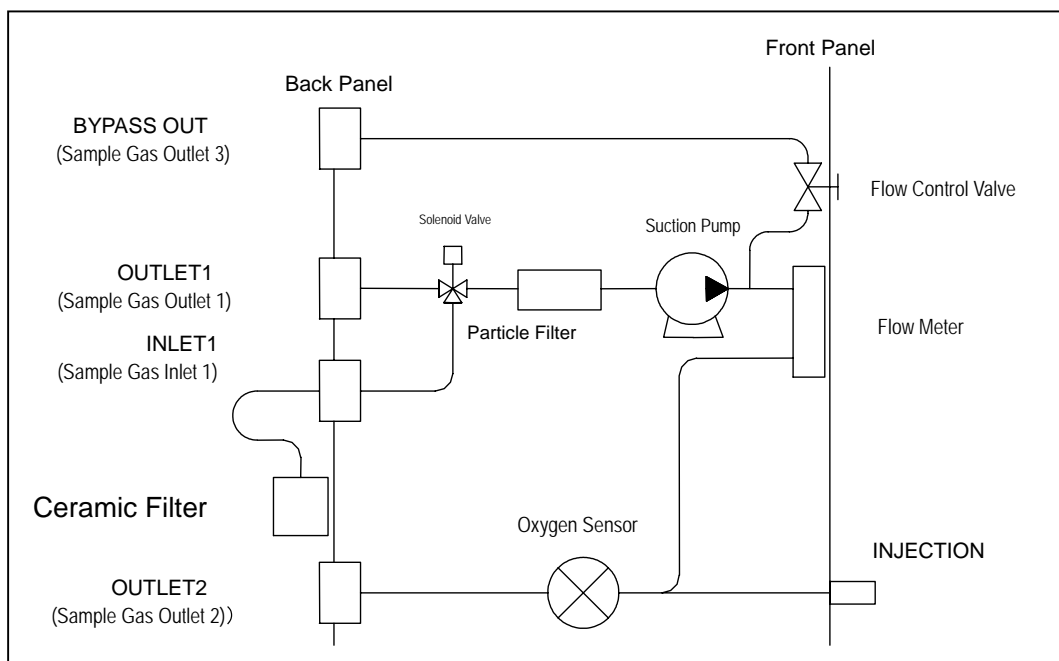 Front Panel
Back Panel
BYPASS OUT
(Sample Gas Outlet 3)
Flow Control Valve
Solenoid Valve
Suction Pump
OUTLET1
(Sample Gas Outlet 1)
Particle Filter
Flow Meter
INLET1
(Sample Gas Inlet 1)
Ceramic Filter
Oxygen Sensor
INJECTION
OUTLET2
(Sample Gas Outlet 2)）